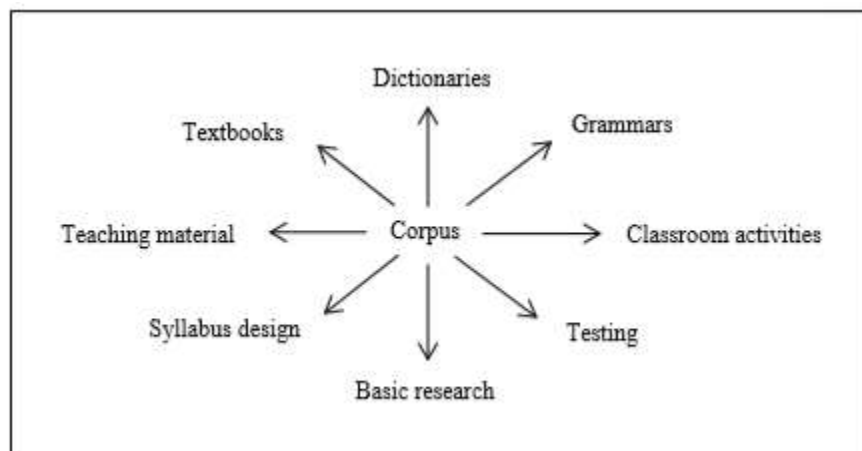 Dictionaries
Textbooks
Grammars
Teaching material
Corpus
Classroom activities
Syllabus design
Testing
Basic research